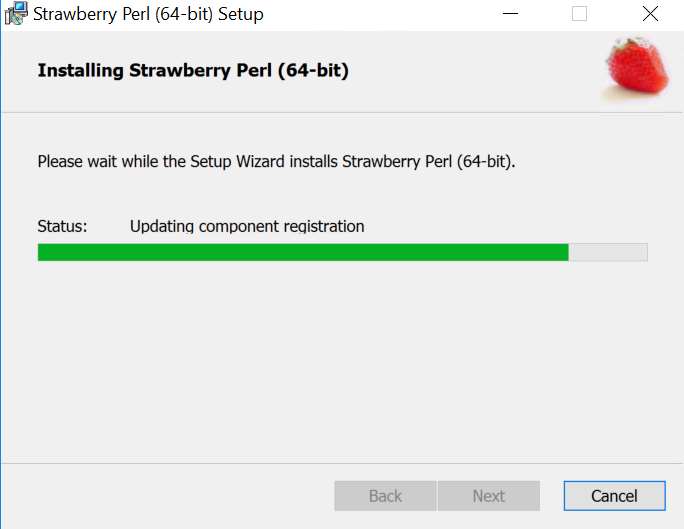 Strawberry Perl (64-bit) Setup
Installing Strawberry Perl (64-bit)
Please wait while the Setup Wizard installs Strawberry Perl (64-bit).
Status: Updating component registration
Back Next Cancel